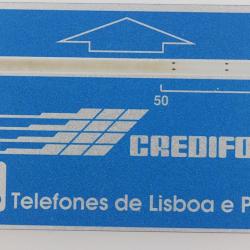 50
CREDIFO
Telefones de Lisboa e P